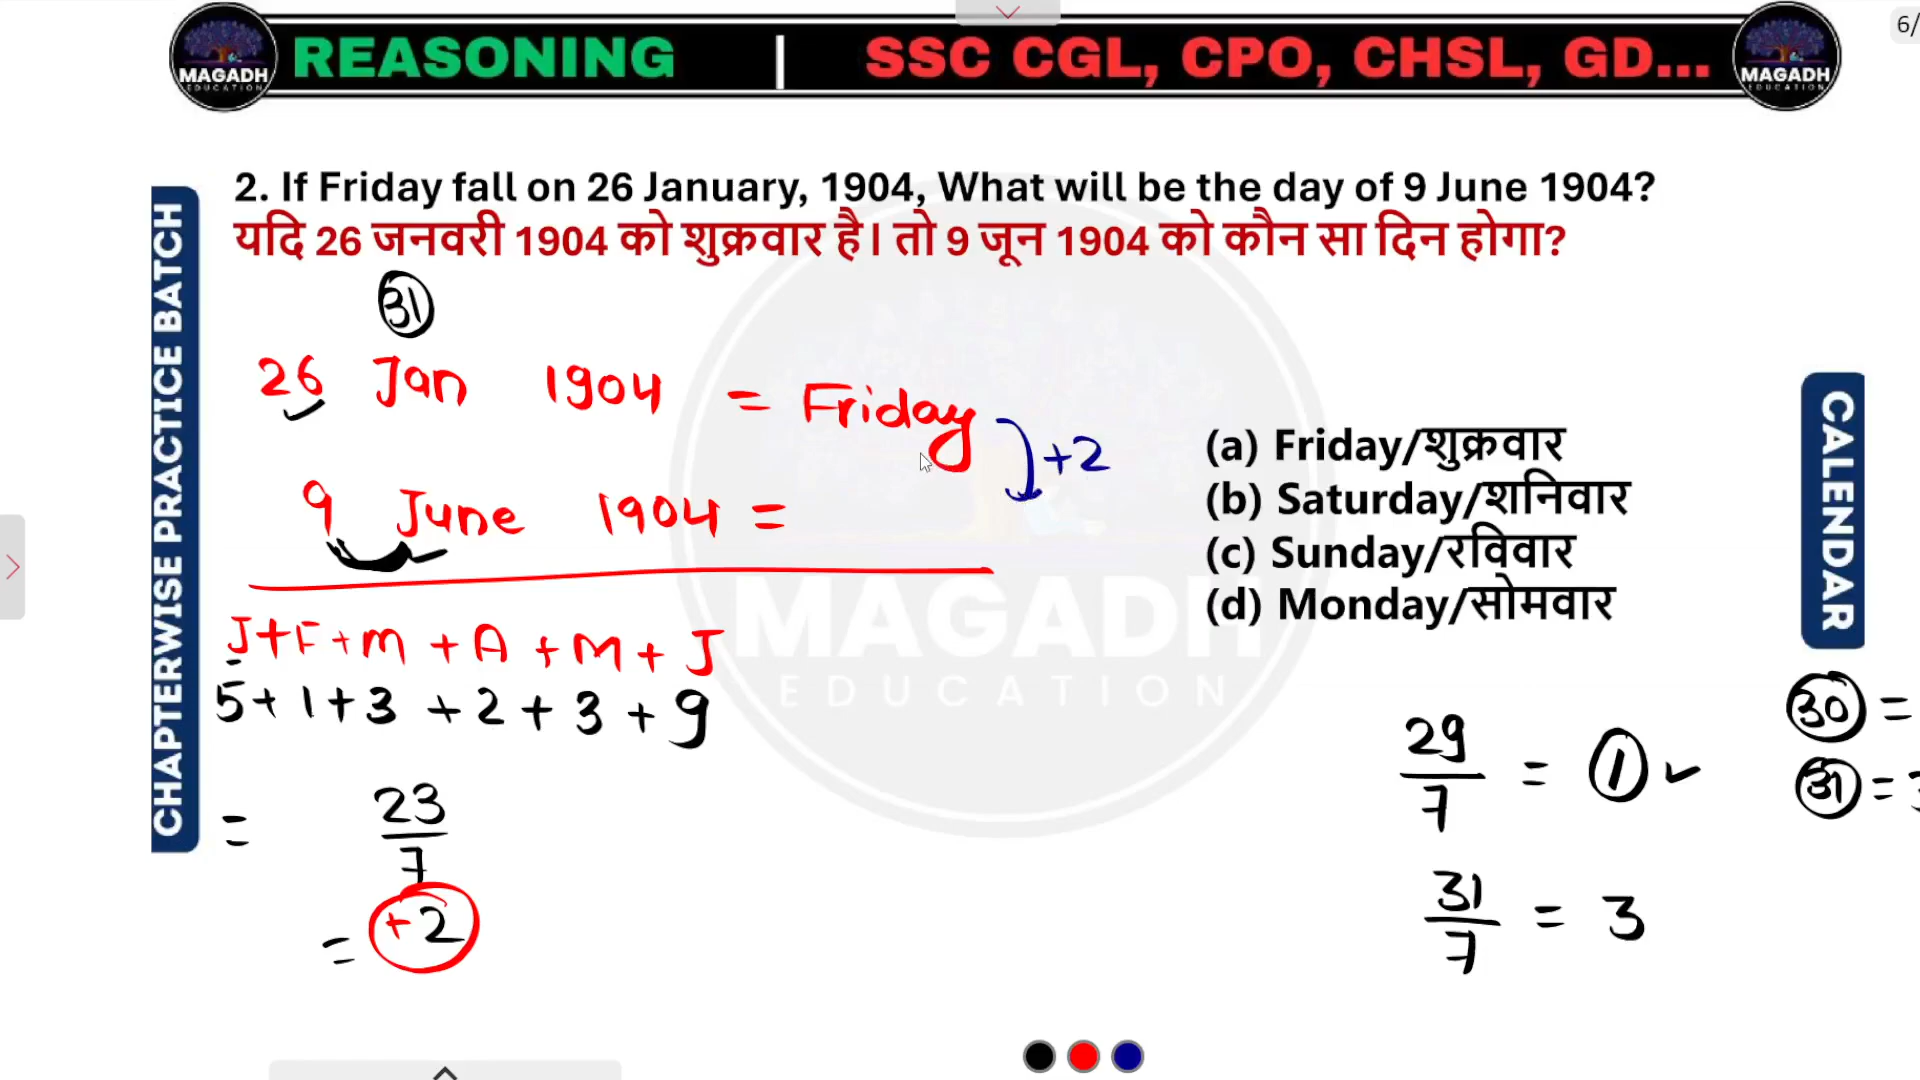 MAGADH
EDUCATION
REASONING | SSC CGL, CPO, CHSL, GD...
MAGADH
EDUCATION
6/
CHAPTERWISE PRACTICE BATCH
2. If Friday fall on 26 January, 1904, What will be the day of 9 June 1904?
यदि 26 जनवरी 1904 को शुक्रवार है। तो 9 जून 1904 को कौन सा दिन होगा?
31
26 Jan 1904 = Friday
+2
9 June 1904 =
J+F+M+A+M+J
5+1+3+2+3+9
= 23/7
= +2
(a) Friday/शुक्रवार
(b) Saturday/शनिवार
(c) Sunday/रविवार
(d) Monday/सोमवार
CALENDAR
MAGADH
EDUCATION
29/7 = 1
31/7 = 3
30 =
31 =